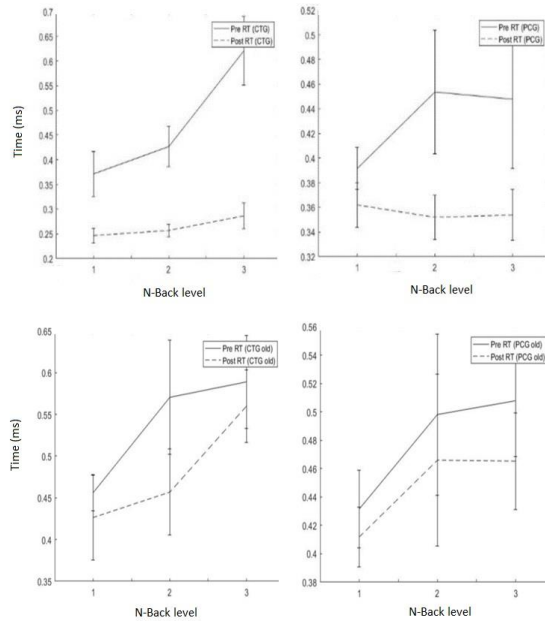 0.7
0.65
0.6
0.55
0.5
0.45
0.4
0.35
0.3
0.25
0.2
Time (ms)
Pre RT (CTG)
Post RT (CTG)
1 2 3
N-Back level
0.52
0.5
0.48
0.46
0.44
0.42
0.4
0.38
0.36
0.34
0.32
Pre RT (PCG)
Post RT (PCG)
1 2 3
N-Back level
0.65
0.6
0.55
0.5
0.45
0.4
0.35
Time (ms)
Pre RT (CTG old)
Post RT (CTG old)
1 2 3
N-Back level
0.56
0.54
0.52
0.5
0.48
0.46
0.44
0.42
0.4
0.38
Pre RT (PCG old)
Post RT (PCG old)
1 2 3
N-Back level